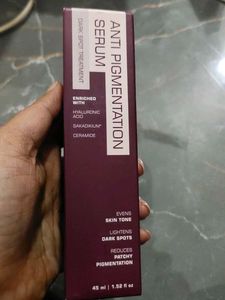 ANTI PIGMENTATION
SERUM
DARK SPOT TREATMENT
ENRICHED
WITH
HYALURONIC
ACID
SAKADIKIUN*
CERAMIDE
EVENS
SKIN TONE
LIGHTENS
DARK SPOTS
REDUCES
PATCHY
PIGMENTATION
45 ml | 1.52 fl oz